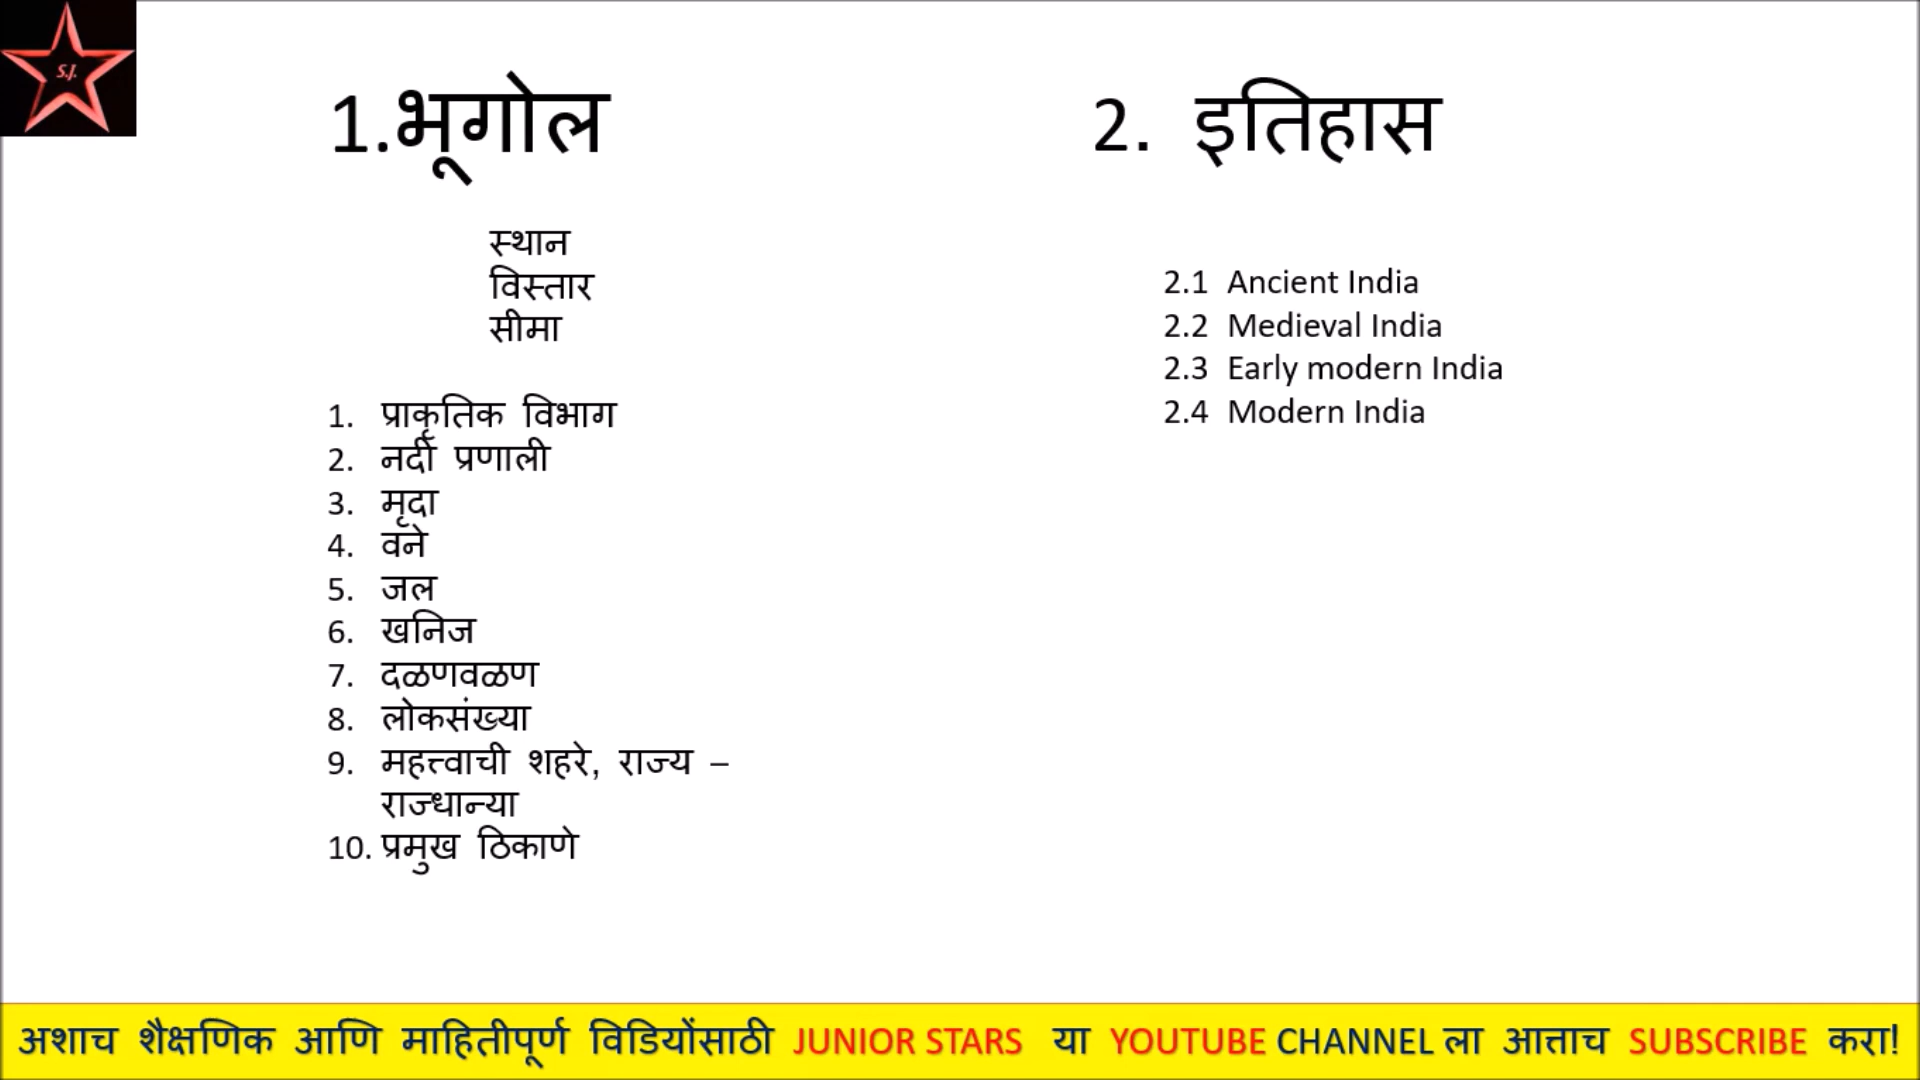 S.J.
1.भूगोल
स्थान
विस्तार
सीमा
1. प्राकृतिक विभाग
2. नदी प्रणाली
3. मृदा
4. वने
5. जल
6. खनिज
7. दळणवळण
8. लोकसंख्या
9. महत्त्वाची शहरे, राज्य –
राज्धान्या
10. प्रमुख ठिकाणे
2. इतिहास
2.1 Ancient India
2.2 Medieval India
2.3 Early modern India
2.4 Modern India
अशाच शैक्षणिक आणि माहितीपूर्ण विडियोंसाठी JUNIOR STARS या YOUTUBE CHANNEL ला आत्ताच SUBSCRIBE करा!